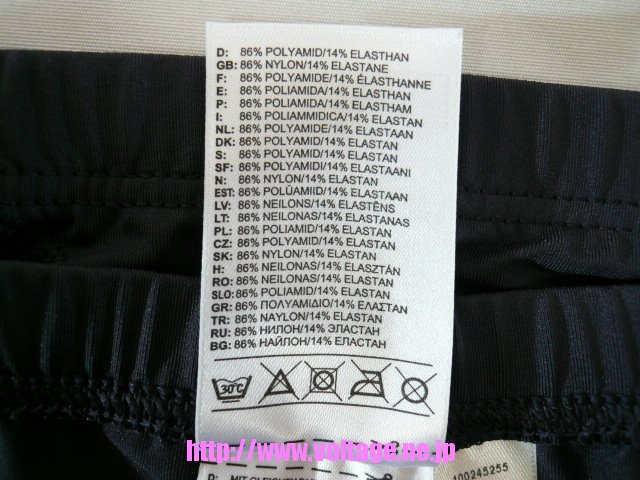 D: 86% POLYAMID/14% ELASTHAN
GB: 86% NYLON/14% ELASTANE
F: 86% POLYAMIDE/14% ÉLASTHANNE
E: 86% POLIAMIDA/14% ELASTHAN
P: 86% POLIAMIDA/14% ELASTHAM
I: 86% POLIAMMIDICA/14% ELASTAN
NL: 86% POLYAMIDE/14% ELASTAAN
DK: 86% POLYAMID/14% ELASTAN
S: 86% POLYAMID/14% ELASTAN
SF: 86% POLYAMIDI/14% ELASTAANI
N: 86% NYLON/14% ELASTAN
EST: 86% POLÜAMIID/14% ELASTAAN
LV: 86% NEILONS/14% ELASTĒNS
LT: 86% NEILONAS/14% ELASTANAS
PL: 86% POLIAMID/14% ELASTAN
CZ: 86% POLYAMID/14% ELASTAN
SK: 86% NYLON/14% ELASTAN
H: 86% NEILONAS/14% ELASZTÁN
RO: 86% NEILONAS/14% ELASTAN
SLO: 86% POLIAMID/14% ELASTAN
GR: 86% ΠΟΛΥΑΜΙΔΙΟ/14% ΕΛΑΣΤΑΝ
TR: 86% NAYLON/14% ELASTAN
RU: 86% НИЛОН/14% ЭЛАСТАН
BG: 86% НАЙЛОН/14% ЕЛАСТАН
30°C
http://www.voltage.ne.jp
100245255